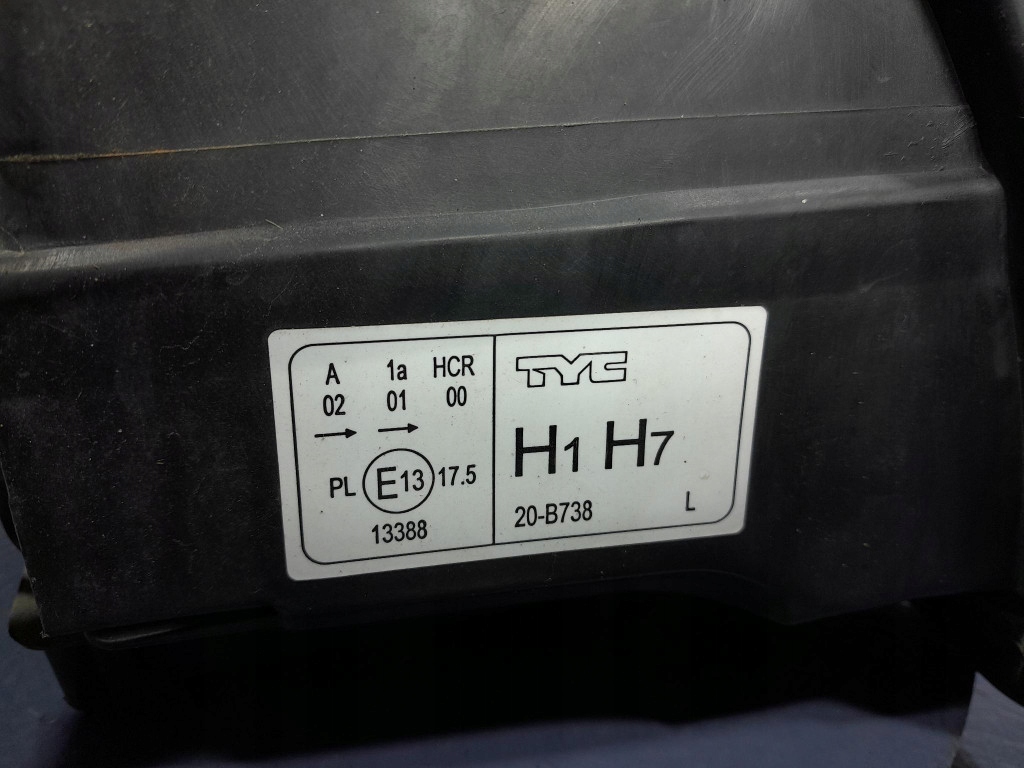 A 1a HCR
02 01 00
→ →
PL E13 17.5
13388
TYC
H1 H7
20-B738 L